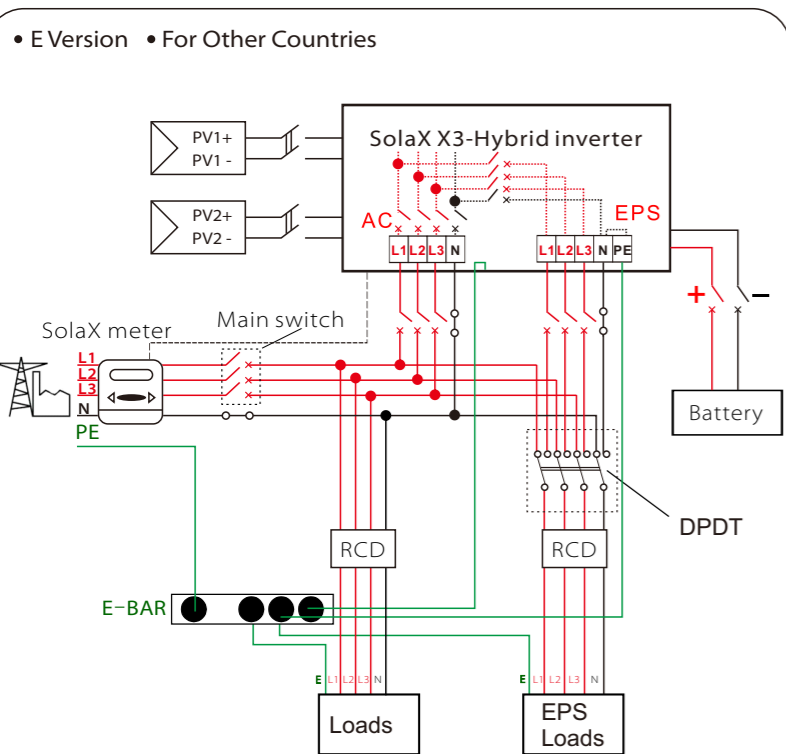 • E Version • For Other Countries
PV1+
PV1 -
SolaX X3-Hybrid inverter
PV2+
PV2 -
AC
EPS
L1 L2 L3 N
L1 L2 L3 N PE
+ −
SolaX meter
Main switch
L1
L2
L3
N
PE
Battery
DPDT
RCD
RCD
E-BAR
E L1 L2 L3 N
E L1 L2 L3 N
Loads
EPS
Loads